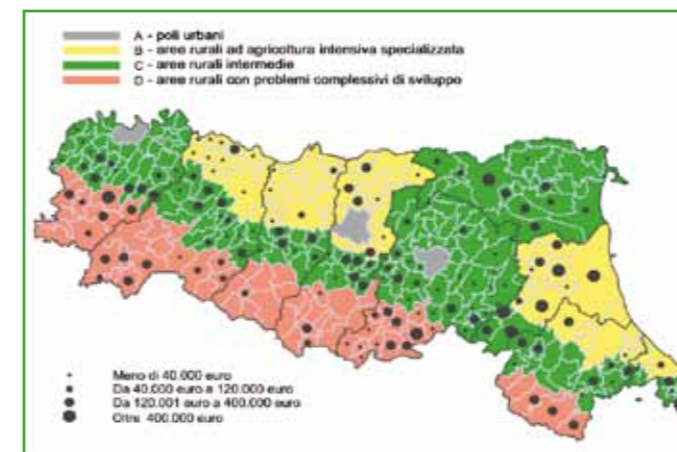 A - poli urbani
B - aree rurali ad agricoltura intensiva specializzata
C - aree rurali intermedie
D - aree rurali con problemi complessivi di sviluppo
Meno di 40.000 euro
Da 40.000 euro a 120.000 euro
Da 120.001 euro a 400.000 euro
Oltre 400.000 euro